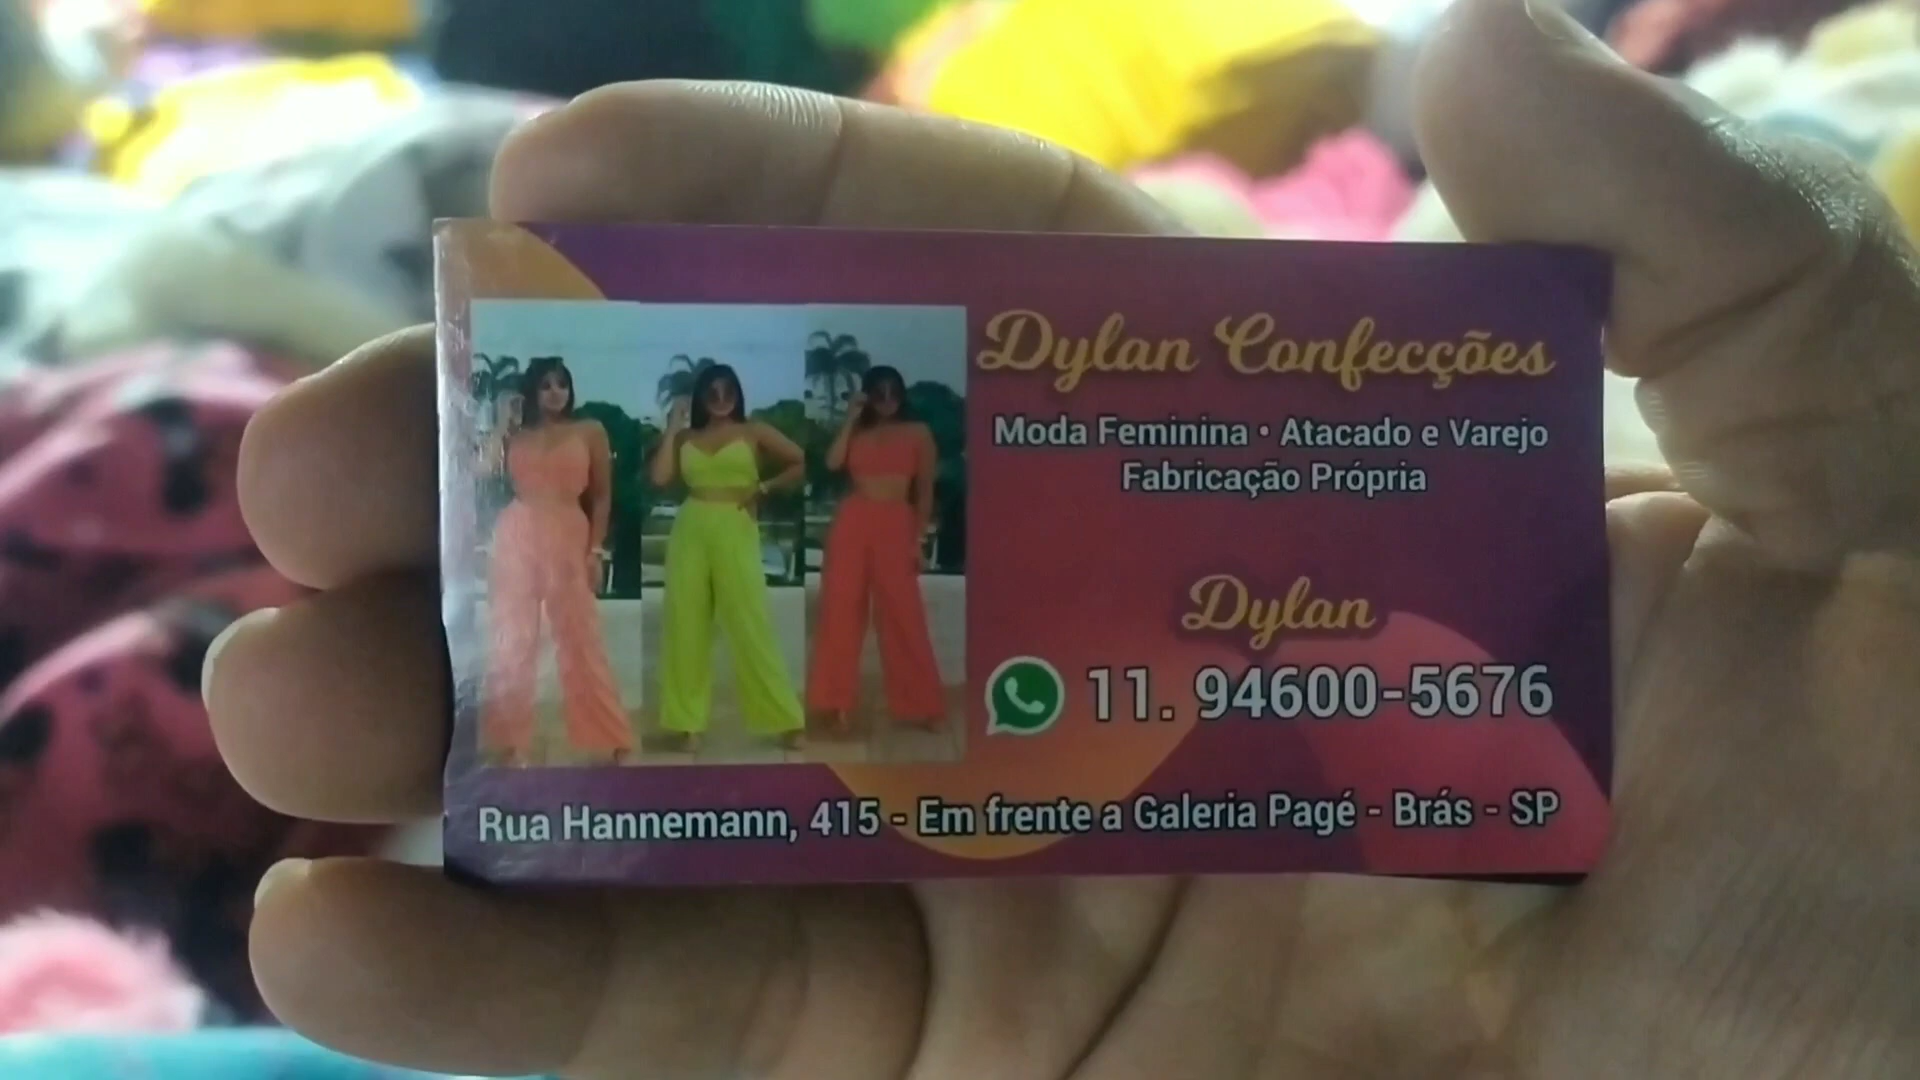 Dylan Confecções
Moda Feminina • Atacado e Varejo
Fabricação Própria
Dylan
11. 94600-5676
Rua Hannemann, 415 - Em frente a Galeria Pagé - Brás - SP